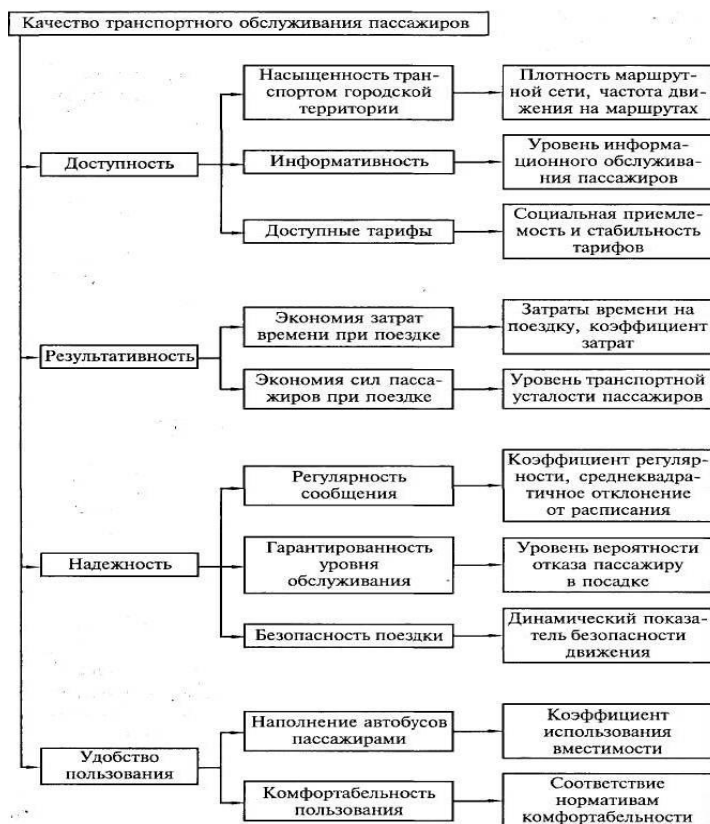 Качество транспортного обслуживания пассажиров
Доступность
Насыщенность тран-
спортом городской
территории
Плотность маршрут-
ной сети, частота дви-
жения на маршрутах
Информативность
Уровень информа-
ционного обслужива-
ния пассажиров
Доступные тарифы
Социальная приемле-
мость и стабильность
тарифов
Результативность
Экономия затрат
времени при поездке
Затраты времени на
поездку, коэффициент
затрат
Экономия сил пасса-
жиров при поездке
Уровень транспортной
усталости пассажиров
Надежность
Регулярность
сообщения
Коэффициент регуляр-
ности, среднеквадра-
тичное отклонение
от расписания
Гарантированность
уровня
обслуживания
Уровень вероятности
отказа пассажиру
в посадке
Безопасность поездки
Динамический показа-
тель безопасности
движения
Удобство
пользования
Наполнение автобусов
пассажирами
Коэффициент
использования
вместимости
Комфортабельность
пользования
Соответствие
нормативам
комфортабельности